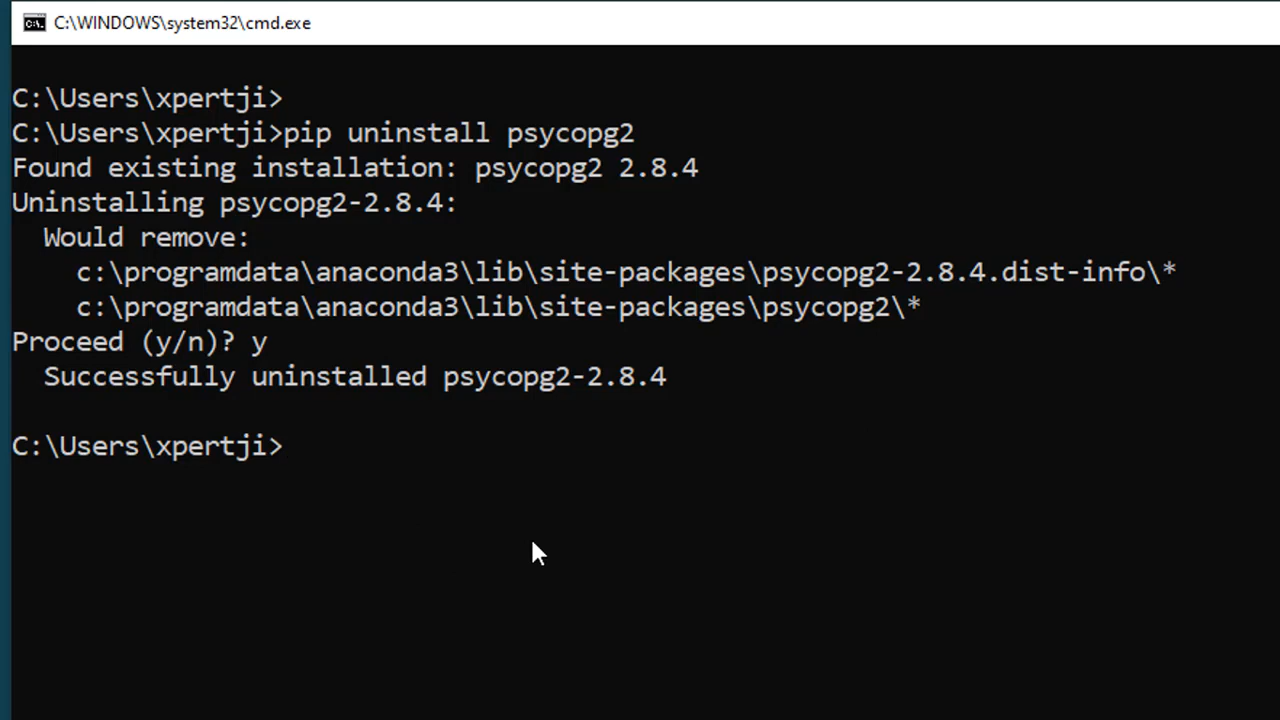 C:\WINDOWS\system32\cmd.exe
C:\Users\xpertji>
C:\Users\xpertji>pip uninstall psycopg2
Found existing installation: psycopg2 2.8.4
Uninstalling psycopg2-2.8.4:
  Would remove:
    c:\programdata\anaconda3\lib\site-packages\psycopg2-2.8.4.dist-info\*
    c:\programdata\anaconda3\lib\site-packages\psycopg2\*
Proceed (y/n)? y
  Successfully uninstalled psycopg2-2.8.4
C:\Users\xpertji>